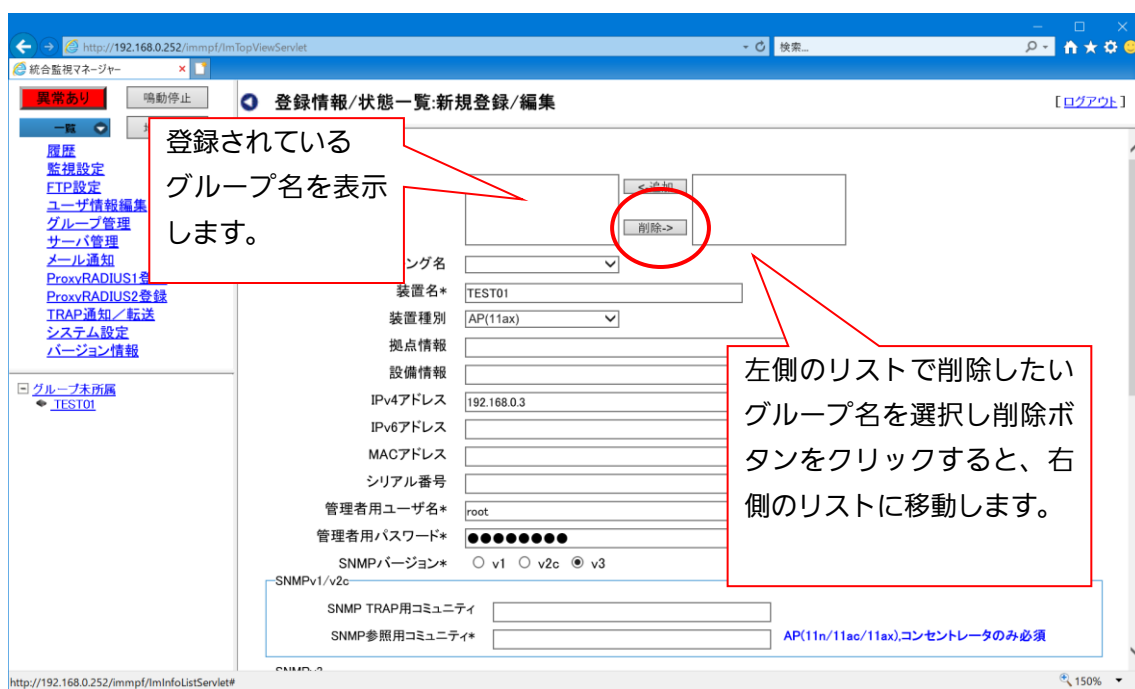 http://192.168.0.252/immpf/ImTopViewServlet
検索...
統合監視マネージャー
異常あり
鳴動停止
登録情報/状態一覧:新規登録/編集
[ログアウト]
一覧
履歴
監視設定
FTP設定
ユーザ情報編集
グループ管理
サーバ管理
メール通知
ProxyRADIUS1登
ProxyRADIUS2登録
TRAP通知／転送
システム設定
バージョン情報
グループ未所属
TEST01
登録されている
グループ名を表示
します。
<-追加
削除->
ング名
装置名*
TEST01
装置種別
AP(11ax)
拠点情報
設備情報
IPv4アドレス
192.168.0.3
IPv6アドレス
MACアドレス
シリアル番号
管理者用ユーザ名*
root
管理者用パスワード*
●●●●●●●●
SNMPバージョン*
v1 v2c v3
左側のリストで削除したい
グループ名を選択し削除ボ
タンをクリックすると、右
側のリストに移動します。
SNMPv1/v2c
SNMP TRAP用コミュニティ
SNMP参照用コミュニティ*
AP(11n/11ac/11ax),コンセントレータのみ必須
SNMPv3
http://192.168.0.252/immpf/ImInfoListServlet#
150%